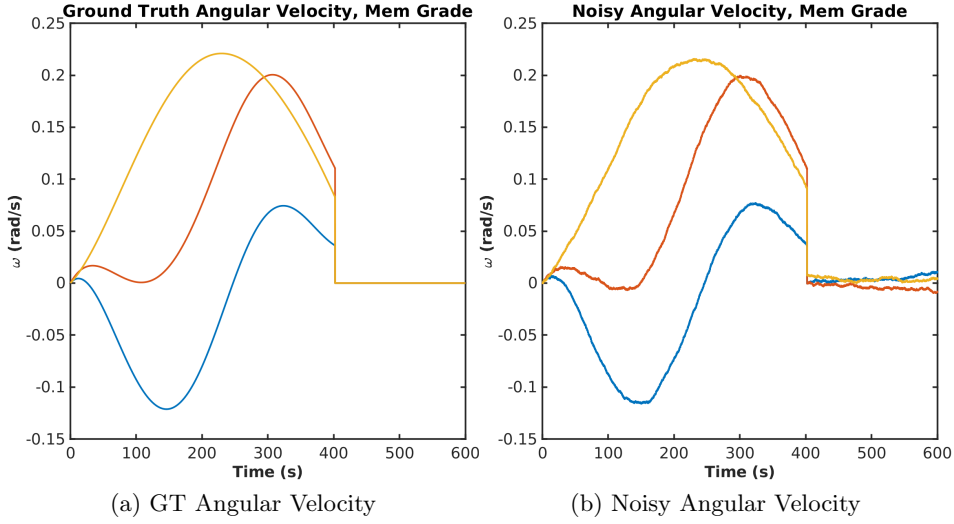 Ground Truth Angular Velocity, Mem Grade
0.25
0.2
0.15
0.1
0.05
0
-0.05
-0.1
-0.15
ω (rad/s)
0 100 200 300 400 500 600
Time (s)
(a) GT Angular Velocity
Noisy Angular Velocity, Mem Grade
0.25
0.2
0.15
0.1
0.05
0
-0.05
-0.1
-0.15
ω (rad/s)
0 100 200 300 400 500 600
Time (s)
(b) Noisy Angular Velocity